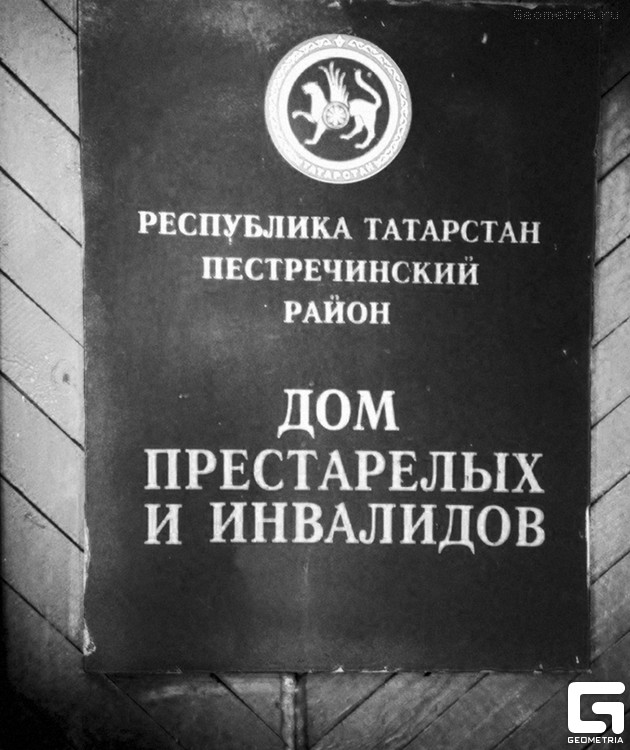 Geometria.ru
ТАТАРСТАН
РЕСПУБЛИКА ТАТАРСТАН
ПЕСТРЕЧИНСКИЙ
РАЙОН
ДОМ
ПРЕСТАРЕЛЫХ
И ИНВАЛИДОВ
GEOMETRIA